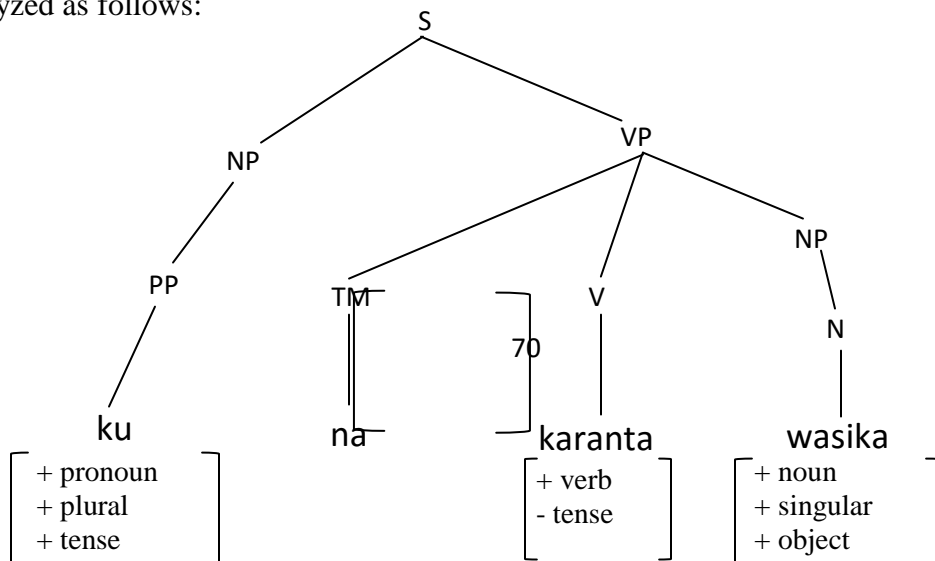 yzed as follows:
S
NP VP
NP
PP TM V
N
70
ku na karanta wasika
+ pronoun + verb + noun
+ plural - tense + singular
+ tense + object